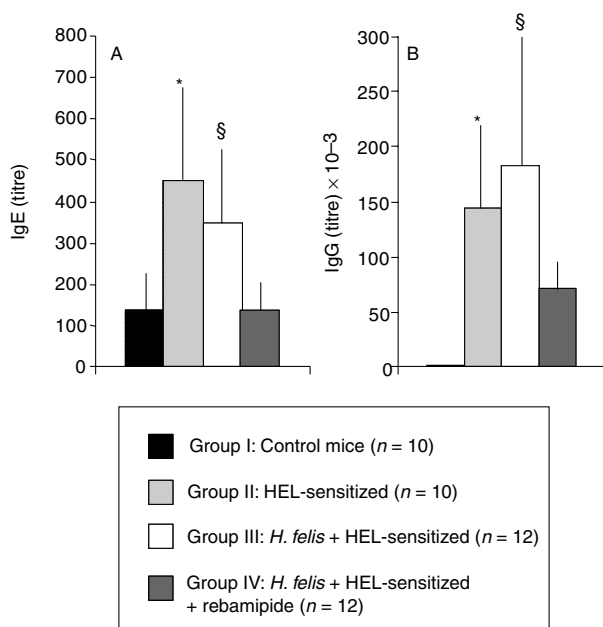 A
IgE (titre)
800
700
600
500
400
300
200
100
0
*
§
B
IgG (titre) × 10–3
300
250
200
150
100
50
0
*
§
Group I: Control mice (n = 10)
Group II: HEL-sensitized (n = 10)
Group III: H. felis + HEL-sensitized (n = 12)
Group IV: H. felis + HEL-sensitized
+ rebamipide (n = 12)